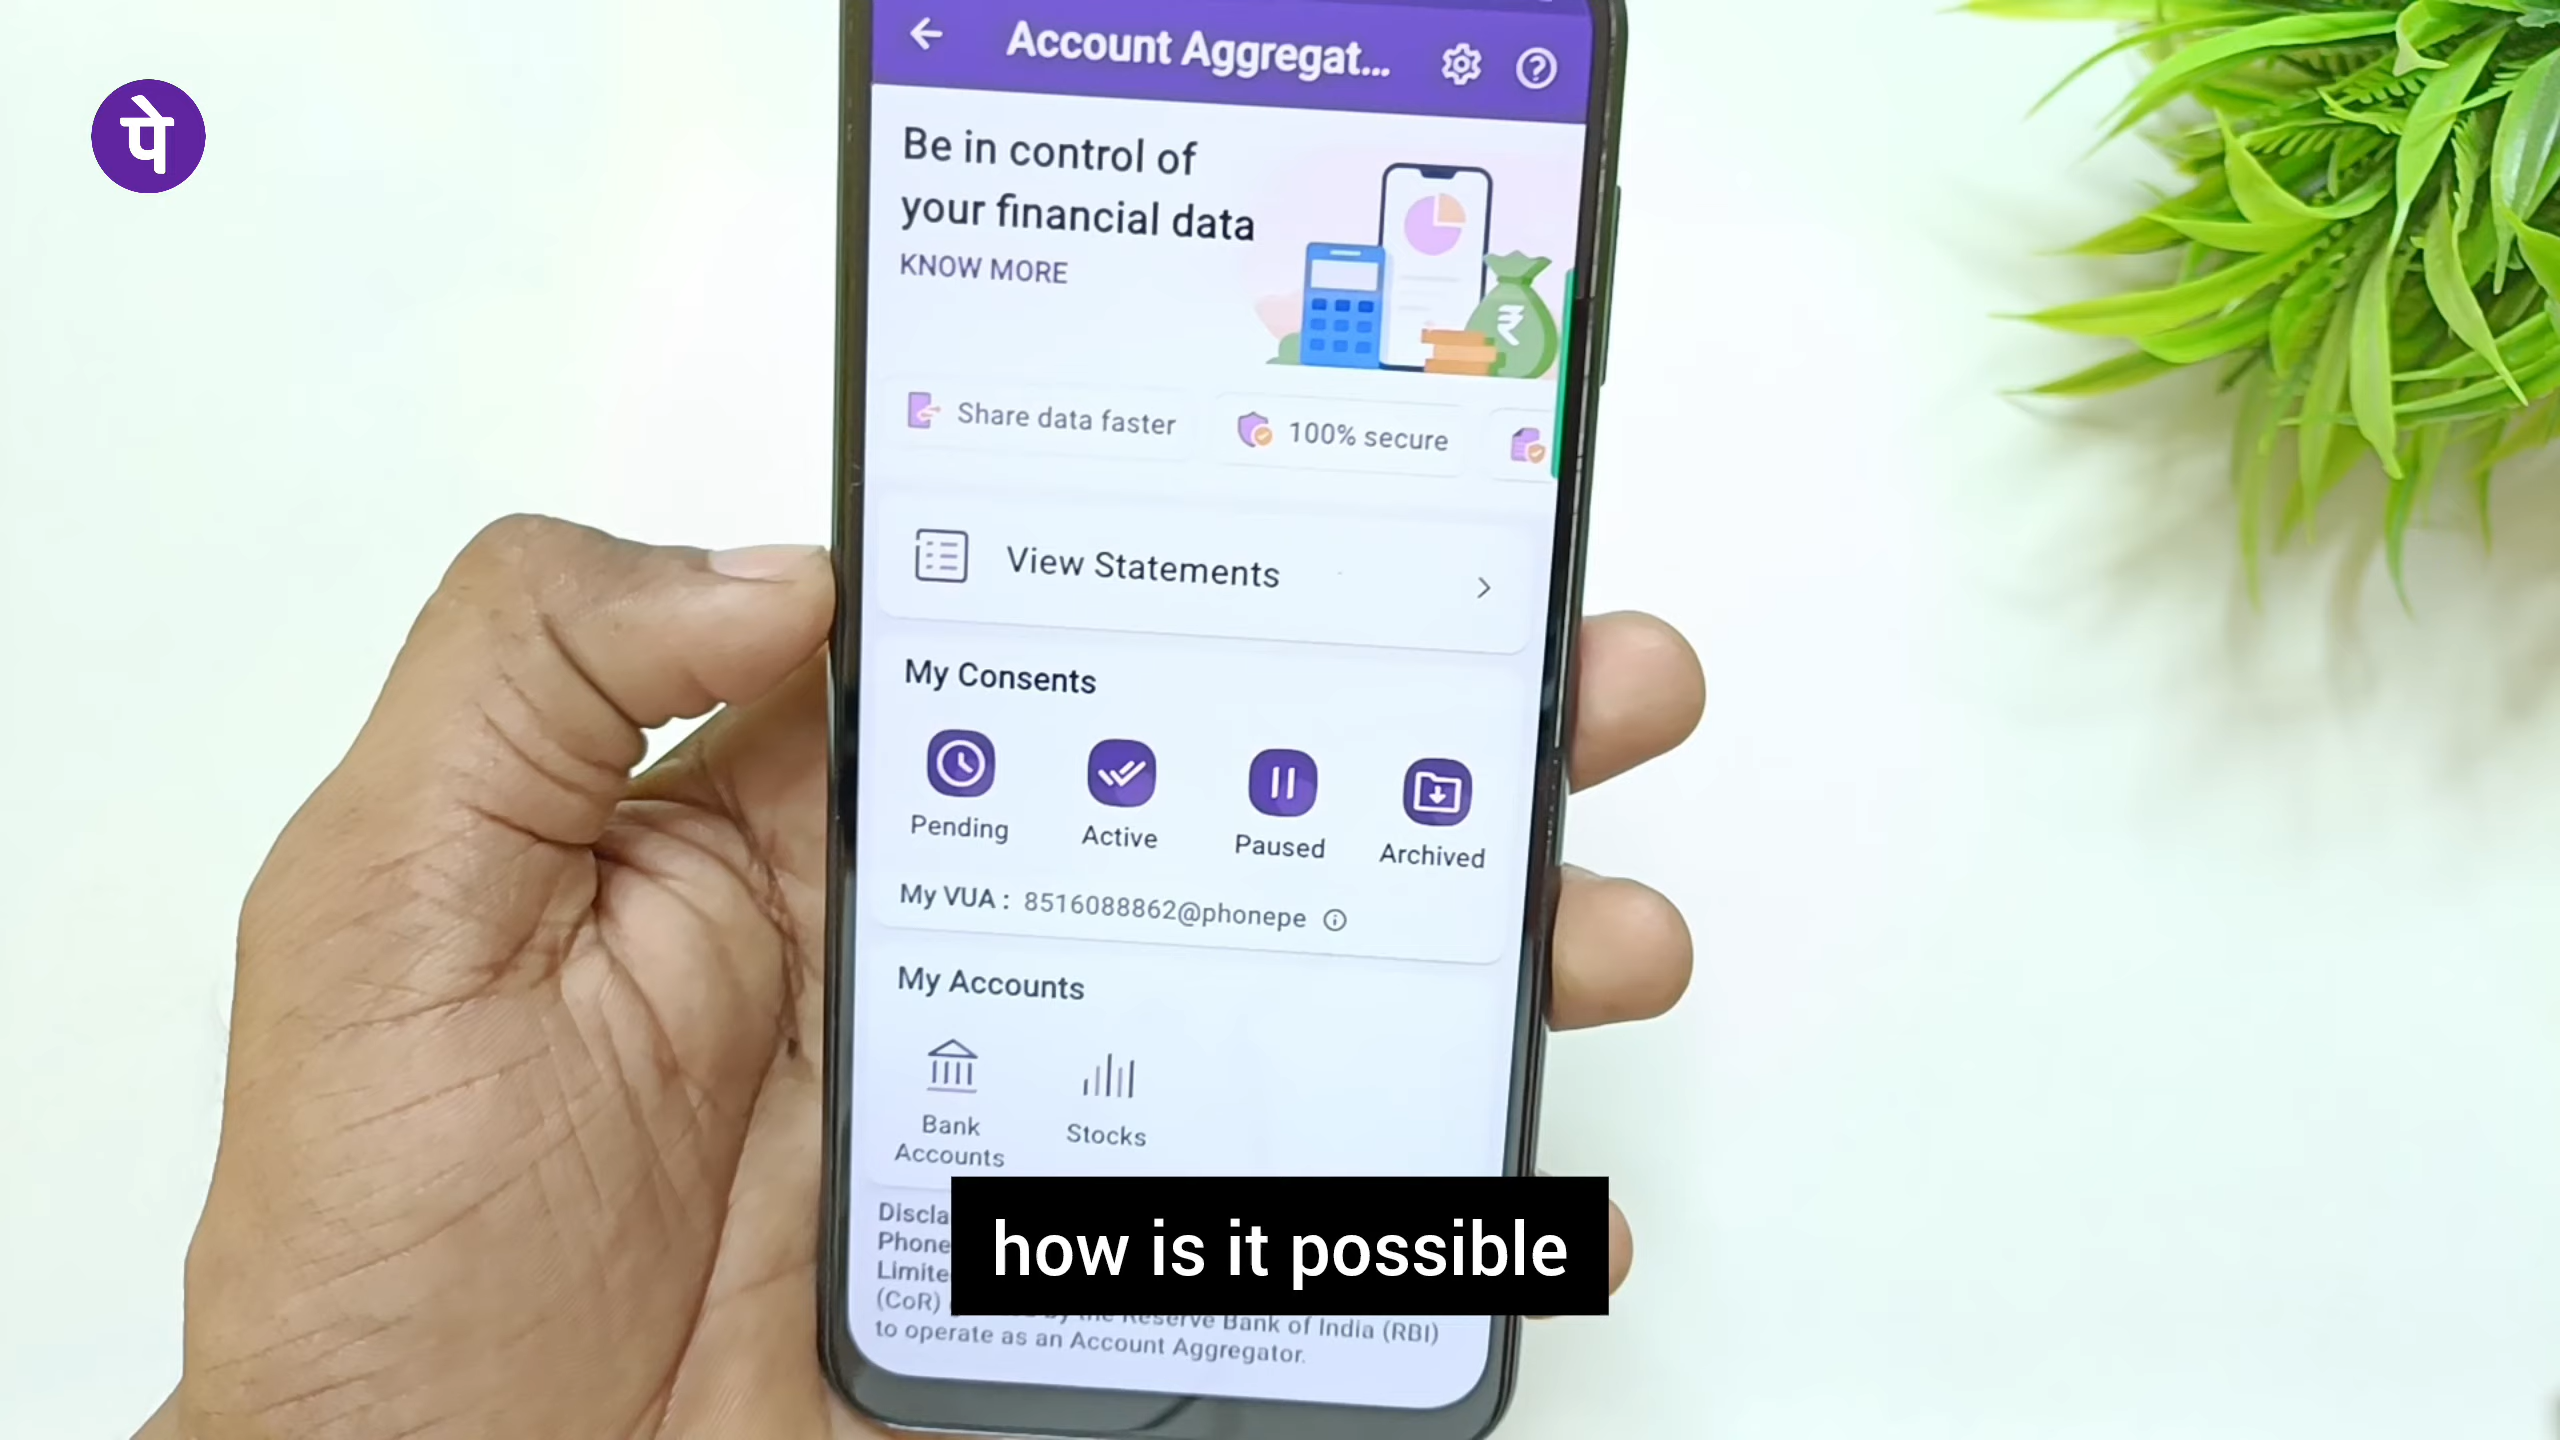 पे
Account Aggregat...
Be in control of
your financial data
KNOW MORE
₹
Share data faster
100% secure
View Statements
My Consents
Pending
Active
Paused
Archived
My VUA : 8516088862@phonepe
My Accounts
Bank
Accounts
Stocks
Discla
Phone
Limite
(CoR) by the Reserve Bank of India (RBI)
to operate as an Account Aggregator.
how is it possible